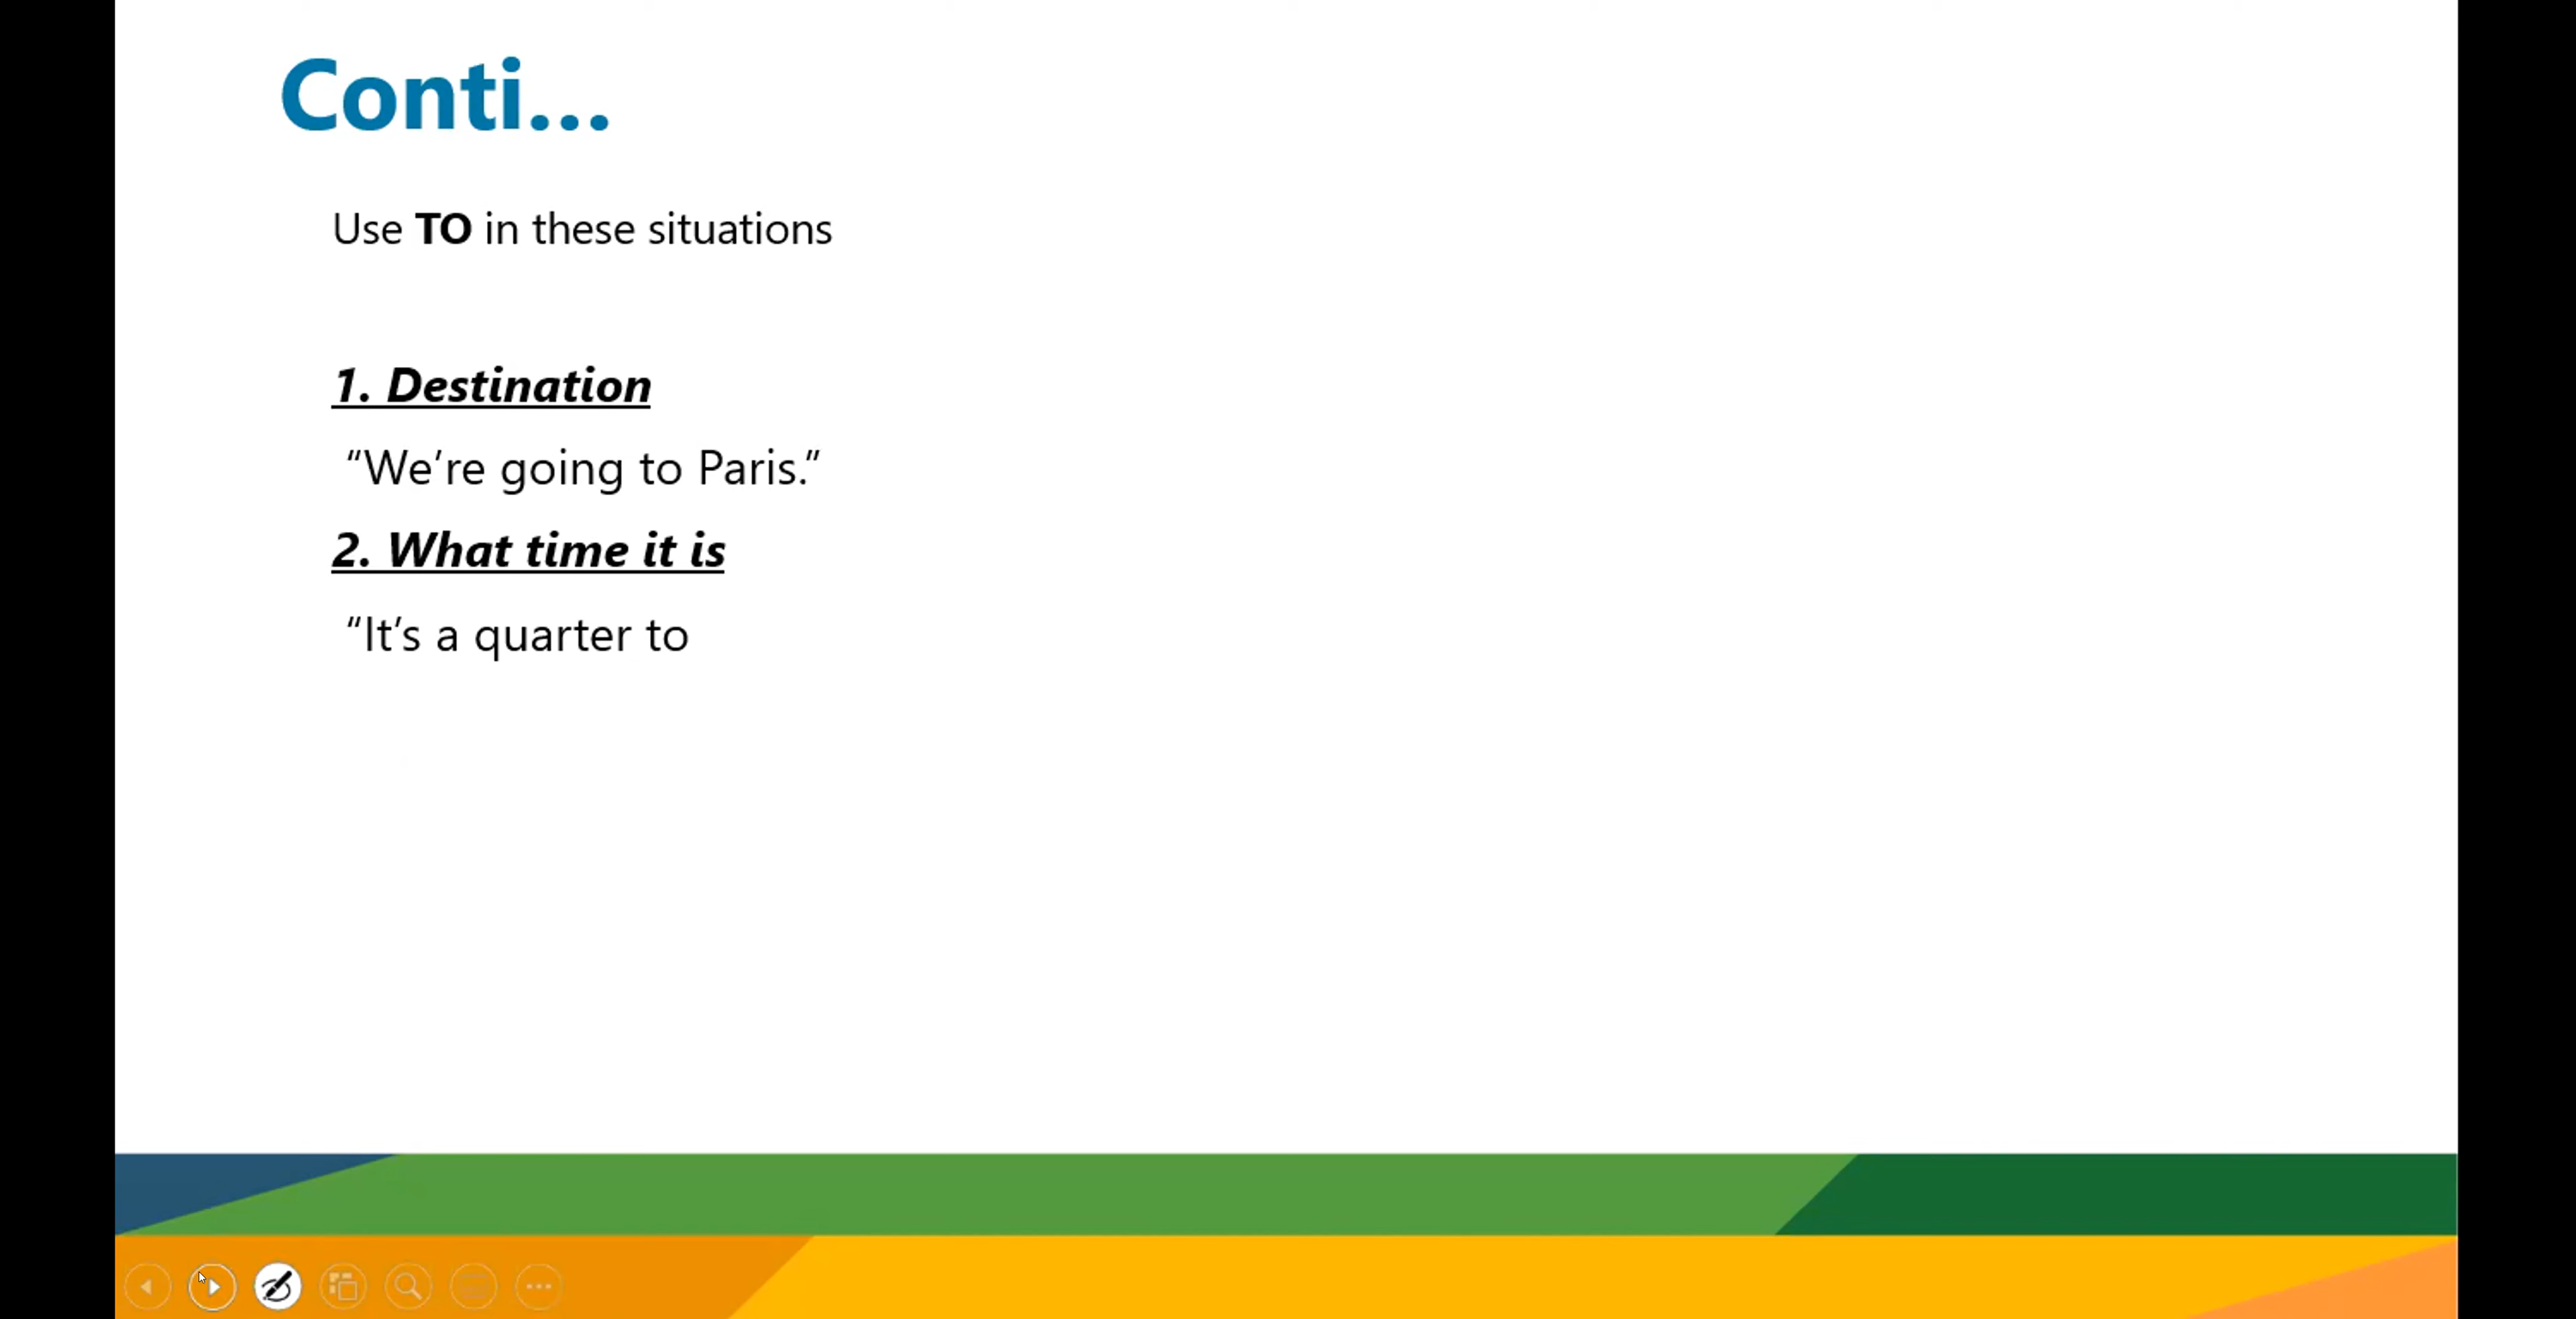 Conti...
Use TO in these situations
1. Destination
“We’re going to Paris.”
2. What time it is
“It’s a quarter to